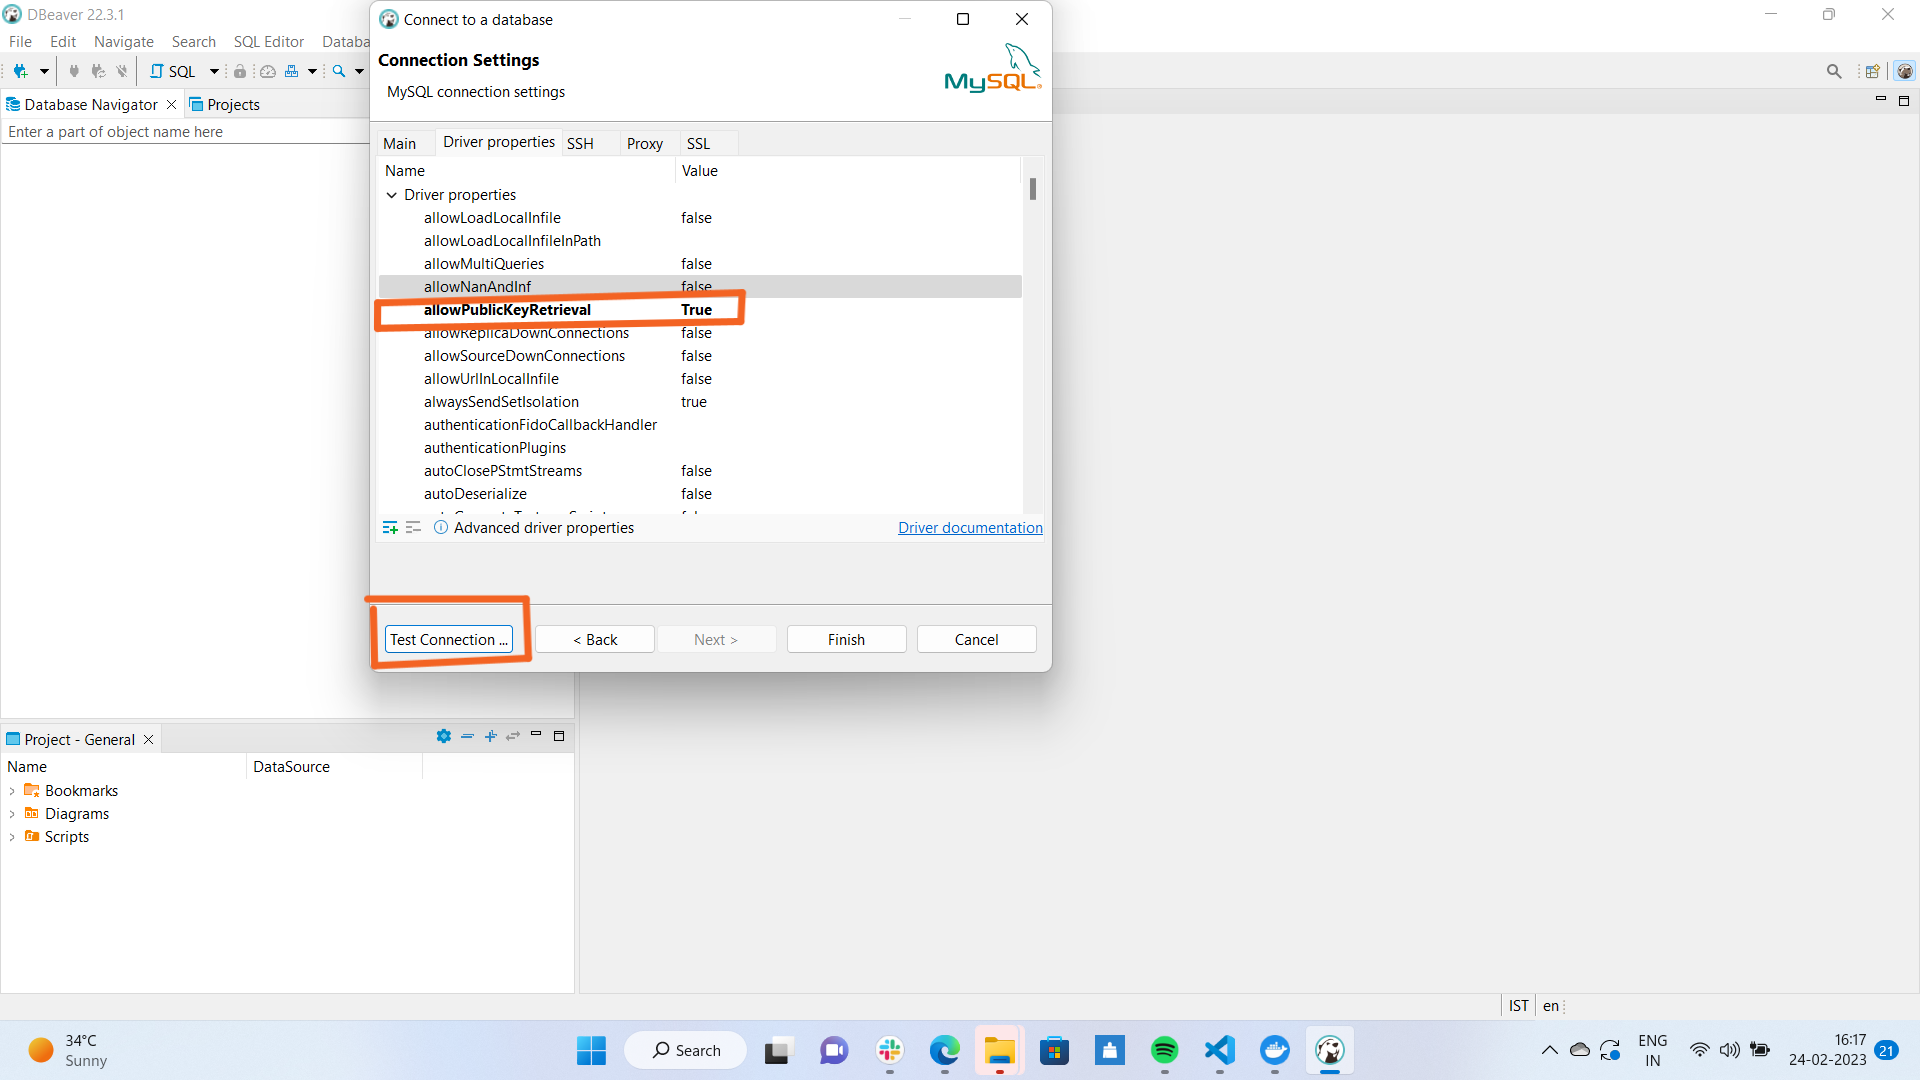 DBeaver 22.3.1
File Edit Navigate Search SQL Editor Databa
SQL
Database Navigator Projects
Enter a part of object name here
Connect to a database
Connection Settings
MySQL connection settings
MySQL
Main Driver properties SSH Proxy SSL
Name Value
Driver properties
allowLoadLocalInfile false
allowLoadLocalInfileInPath
allowMultiQueries false
allowNanAndInf false
allowPublicKeyRetrieval True
allowReplicaDownConnections false
allowSourceDownConnections false
allowUrlInLocalInfile false
alwaysSendSetIsolation true
authenticationFidoCallbackHandler
authenticationPlugins
autoClosePStmtStreams false
autoDeserialize false
Advanced driver properties Driver documentation
Test Connection ... < Back Next > Finish Cancel
Project - General
Name DataSource
Bookmarks
Diagrams
Scripts
IST en
34°C
Sunny
Search
ENG
IN
16:17
24-02-2023
21